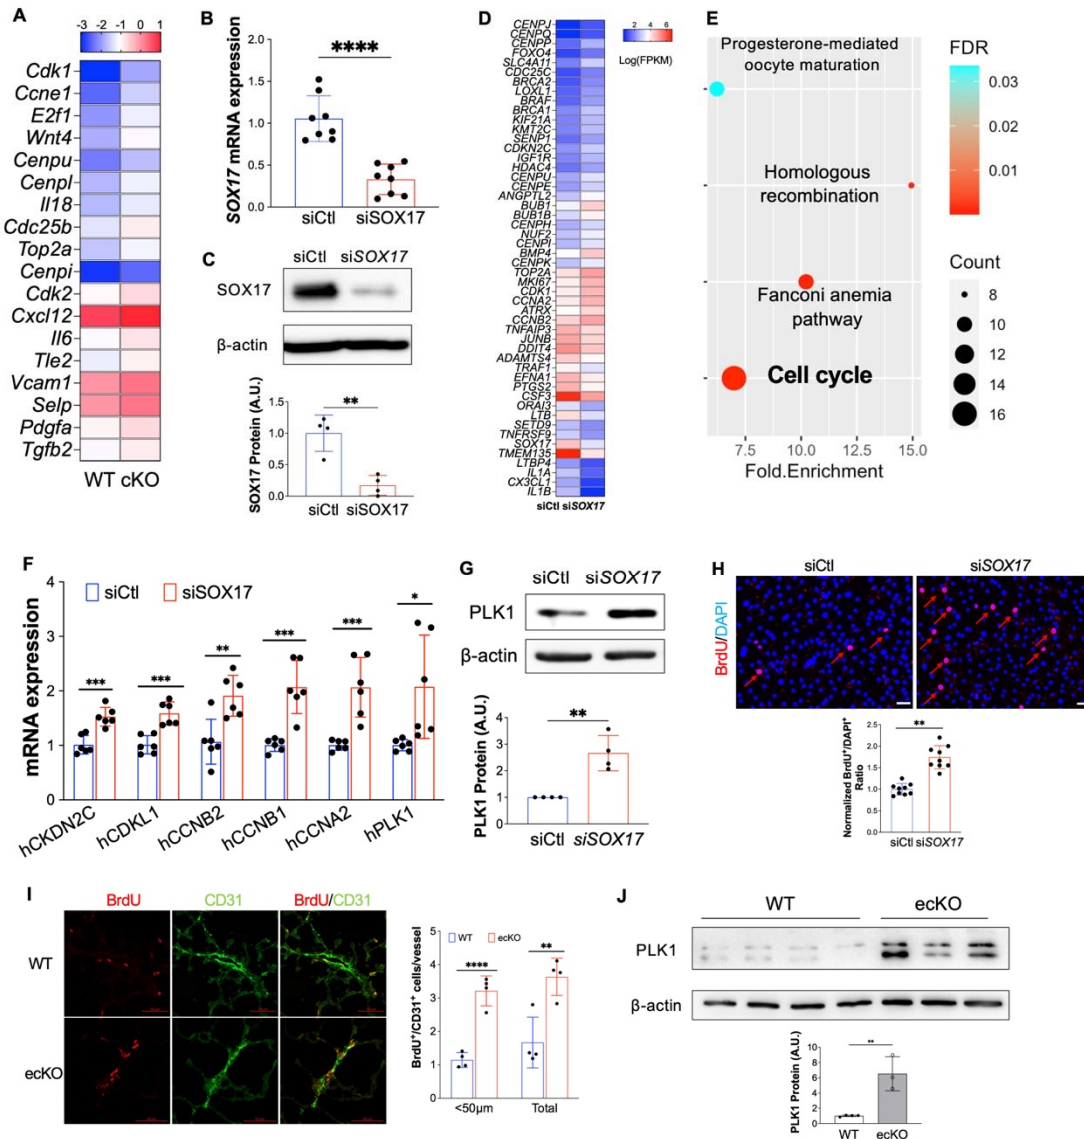 A
-3 -2 -1 0 1
Cdk1
Ccne1
E2f1
Wnt4
Cenpu
Cenpl
Il18
Cdc25b
Top2a
Cenpi
Cdk2
Cxcl12
Il6
Tle2
Vcam1
Selp
Pdgfa
Tgfb2
WT cKO
B
SOX17 mRNA expression
2.0
1.5
1.0
0.5
0.0
****
siCtl siSOX17
C
siCtl siSOX17
SOX17
β-actin
SOX17 Protein (A.U.)
1.5
1.0
0.5
0.0
**
siCtl siSOX17
D
2 4 6
Log(FPKM)
CENPJ
CENPO
CENPP
FOXO4
SLC4A11
CDC25C
BRCA2
LOXL1
BRAF
BRCA1
KIF21A
KMT2C
SENP1
CDKN2C
IGF1R
HDAC4
CENPU
CENPE
ANGPTL2
BUB1
BUB1B
CENPH
NUF2
CENPI
BMP4
CENPK
TOP2A
MKI67
CDK1
CCNA2
ATRX
CCNB2
TNFAIP3
JUNB
DDIT4
ADAMTS4
TRAF1
EFNA1
PTGS2
CSF3
ORAI3
LTB
SETD9
TNFRSF9
SOX17
TMEM135
LTBP4
IL1A
CX3CL1
IL1B
siCtl siSOX17
E
Progesterone-mediated
oocyte maturation
Homologous
recombination
Fanconi anemia
pathway
Cell cycle
7.5 10.0 12.5 15.0
Fold.Enrichment
FDR
0.03
0.02
0.01
Count
8
10
12
14
16
F
mRNA expression
4
3
2
1
0
siCtl siSOX17
*** *** ** *** *** *
hCKDN2C
hCDKL1
hCCNB2
hCCNB1
hCCNA2
hPLK1
G
siCtl siSOX17
PLK1
β-actin
PLK1 Protein (A.U.)
4
3
2
1
0
**
siCtl siSOX17
H
siCtl siSOX17
BrdU/DAPI
Normalized BrdU⁺/DAPI⁺
Ratio
2.5
2.0
1.5
1.0
0.5
0.0
**
siCtl siSOX17
I
BrdU CD31 BrdU/CD31
WT
ecKO
WT ecKO
BrdU⁺/CD31⁺ cells/vessel
5
4
3
2
1
0
**** **
<50µm Total
J
WT ecKO
PLK1
β-actin
PLK1 Protein (A.U.)
10
8
6
4
2
0
**
WT ecKO